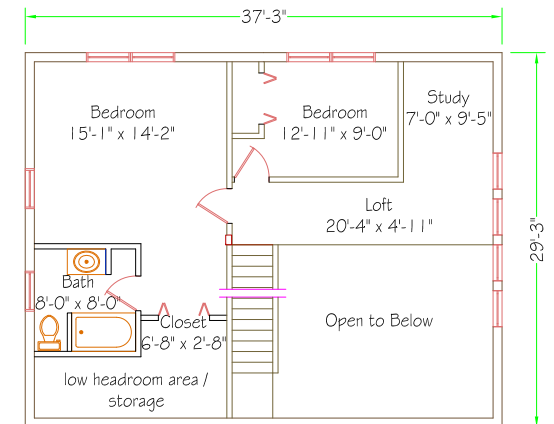 37'-3"
Bedroom
15'-1" x 14'-2"
Bedroom
12'-11" x 9'-0"
Study
7'-0" x 9'-5"
Loft
20'-4" x 4'-11"
29'-3"
Bath
8'-0" x 8'-0"
Closet
6'-8" x 2'-8"
Open to Below
low headroom area /
storage